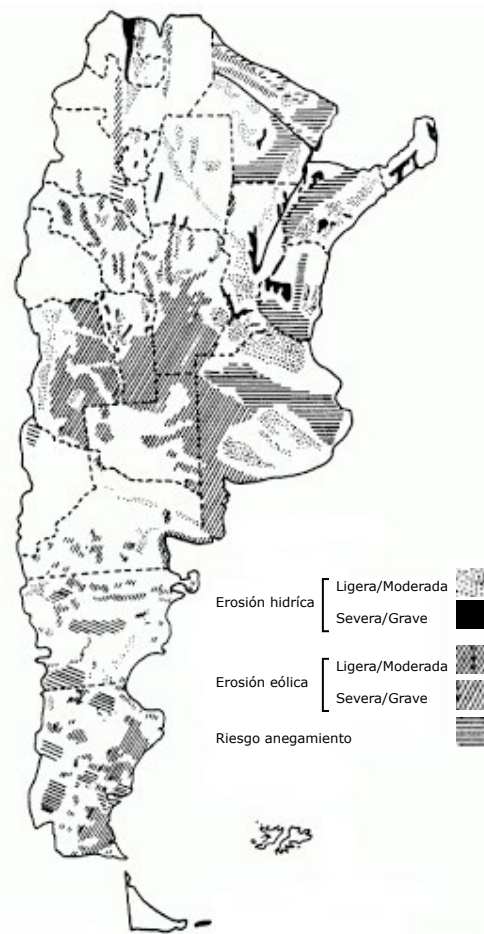 Erosión hidríca
Ligera/Moderada
Severa/Grave
Erosión eólica
Ligera/Moderada
Severa/Grave
Riesgo anegamiento